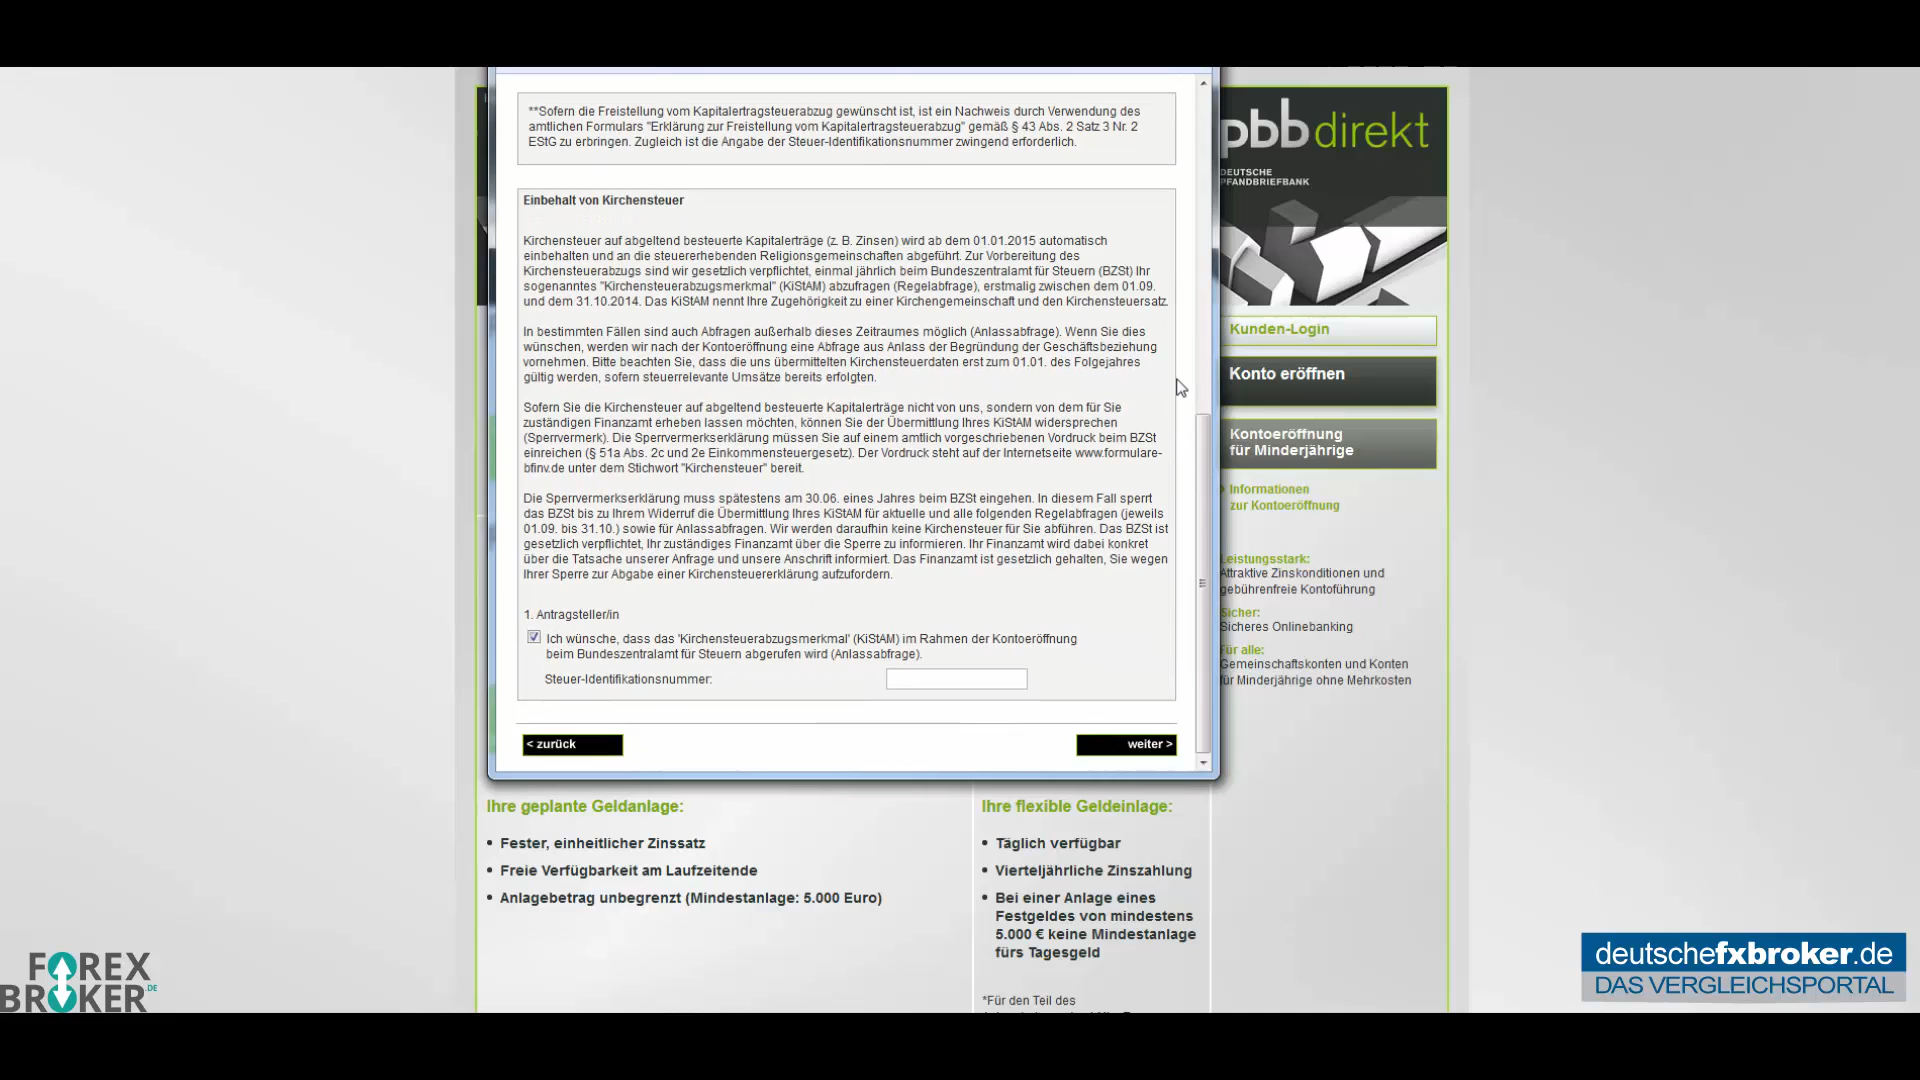 **Sofern die Freistellung vom Kapitalertragsteuerabzug gewünscht ist, ist ein Nachweis durch Verwendung des
amtlichen Formulars "Erklärung zur Freistellung vom Kapitalertragsteuerabzug" gemäß § 43 Abs. 2 Satz 3 Nr. 2
EStG zu erbringen. Zugleich ist die Angabe der Steuer-Identifikationsnummer zwingend erforderlich.
Einbehalt von Kirchensteuer
Kirchensteuer auf abgeltend besteuerte Kapitalerträge (z. B. Zinsen) wird ab dem 01.01.2015 automatisch
einbehalten und an die steuererhebenden Religionsgemeinschaften abgeführt. Zur Vorbereitung des
Kirchensteuerabzugs sind wir gesetzlich verpflichtet, einmal jährlich beim Bundeszentralamt für Steuern (BZSt) Ihr
sogenanntes "Kirchensteuerabzugsmerkmal" (KiStAM) abzufragen (Regelabfrage), erstmalig zwischen dem 01.09.
und dem 31.10.2014. Das KiStAM nennt Ihre Zugehörigkeit zu einer Kirchengemeinschaft und den Kirchensteuersatz.
In bestimmten Fällen sind auch Abfragen außerhalb dieses Zeitraumes möglich (Anlassabfrage). Wenn Sie dies
wünschen, werden wir nach der Kontoeröffnung eine Abfrage aus Anlass der Begründung der Geschäftsbeziehung
vornehmen. Bitte beachten Sie, dass die uns übermittelten Kirchensteuerdaten erst zum 01.01. des Folgejahres
gültig werden, sofern steuerrelevante Umsätze bereits erfolgten.
Sofern Sie die Kirchensteuer auf abgeltend besteuerte Kapitalerträge nicht von uns, sondern von dem für Sie
zuständigen Finanzamt erheben lassen möchten, können Sie der Übermittlung Ihres KiStAM widersprechen
(Sperrvermerk). Die Sperrvermerkserklärung müssen Sie auf einem amtlich vorgeschriebenen Vordruck beim BZSt
einreichen (§ 51a Abs. 2c und 2e Einkommensteuergesetz). Der Vordruck steht auf der Internetseite www.formulare-
bfinv.de unter dem Stichwort "Kirchensteuer" bereit.
Die Sperrvermerkserklärung muss spätestens am 30.06. eines Jahres beim BZSt eingehen. In diesem Fall sperrt
das BZSt bis zu Ihrem Widerruf die Übermittlung Ihres KiStAM für aktuelle und alle folgenden Regelabfragen (jeweils
01.09. bis 31.10.) sowie für Anlassabfragen. Wir werden daraufhin keine Kirchensteuer für Sie abführen. Das BZSt ist
gesetzlich verpflichtet, Ihr zuständiges Finanzamt über die Sperre zu informieren. Ihr Finanzamt wird dabei konkret
über die Tatsache unserer Anfrage und unsere Anschrift informiert. Das Finanzamt ist gesetzlich gehalten, Sie wegen
Ihrer Sperre zur Abgabe einer Kirchensteuererklärung aufzufordern.
1. Antragsteller/in
Ich wünsche, dass das 'Kirchensteuerabzugsmerkmal' (KiStAM) im Rahmen der Kontoeröffnung
beim Bundeszentralamt für Steuern abgerufen wird (Anlassabfrage).
Steuer-Identifikationsnummer:
< zurück
weiter >
pbb direkt
DEUTSCHE
PFANDBRIEFBANK
Kunden-Login
Konto eröffnen
Kontoeröffnung
für Minderjährige
Informationen
zur Kontoeröffnung
Leistungsstark:
Attraktive Zinskonditionen und
gebührenfreie Kontoführung
Sicher:
Sicheres Onlinebanking
Für alle:
Gemeinschaftskonten und Konten
für Minderjährige ohne Mehrkosten
Ihre geplante Geldanlage:
Fester, einheitlicher Zinssatz
Freie Verfügbarkeit am Laufzeitende
Anlagebetrag unbegrenzt (Mindestanlage: 5.000 Euro)
Ihre flexible Geldeinlage:
Täglich verfügbar
Vierteljährliche Zinszahlung
Bei einer Anlage eines
Festgeldes von mindestens
5.000 € keine Mindestanlage
fürs Tagesgeld
*Für den Teil des
FOREX
BROKER.DE
deutschefxbroker.de
DAS VERGLEICHSPORTAL